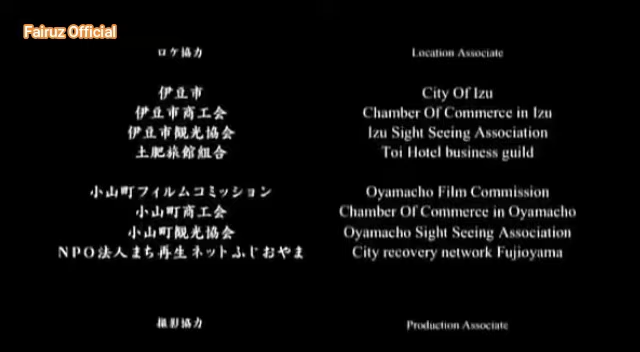 Fairuz Official
ロケ協力 Location Associate
伊豆市 City Of Izu
伊豆市商工会 Chamber Of Commerce in Izu
伊豆市観光協会 Izu Sight Seeing Association
土肥旅館組合 Toi Hotel business guild
小山町フィルムコミッション Oyamacho Film Commission
小山町商工会 Chamber Of Commerce in Oyamacho
小山町観光協会 Oyamacho Sight Seeing Association
NPO法人まち再生ネットふじおやま City recovery network Fujioyama
撮影協力 Production Associate